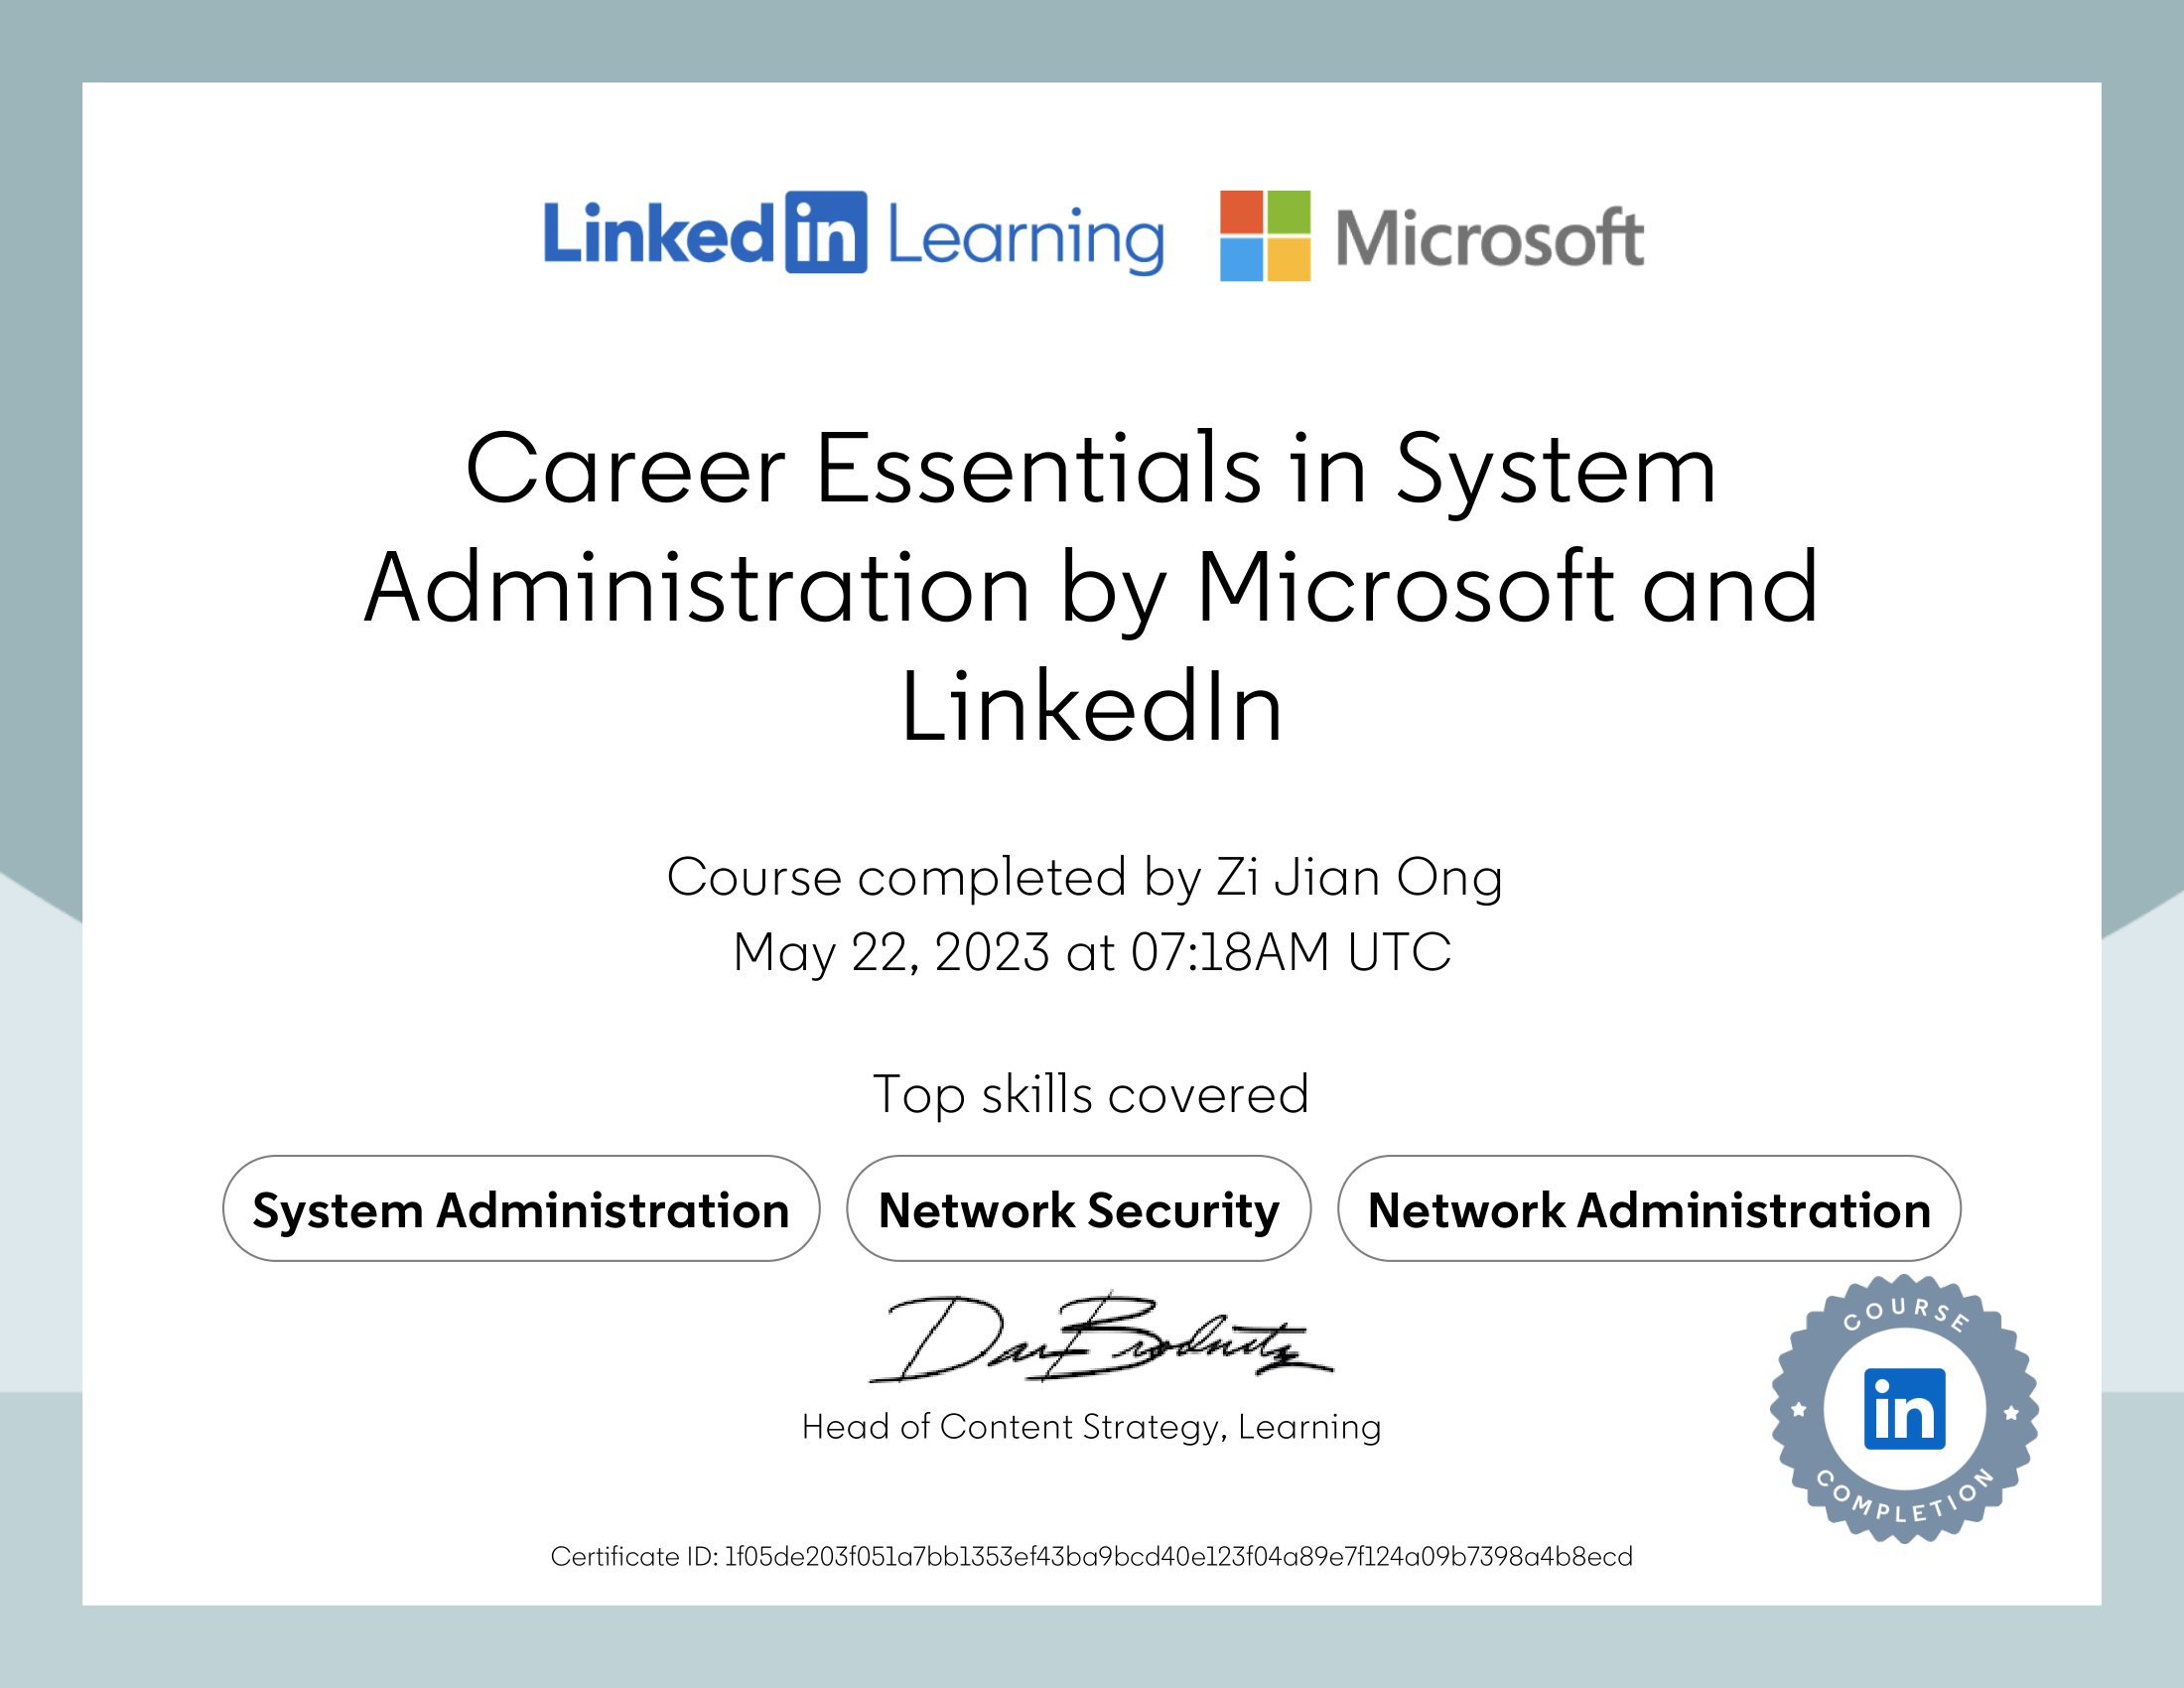 Linked in Learning Microsoft
Career Essentials in System
Administration by Microsoft and
LinkedIn
Course completed by Zi Jian Ong
May 22, 2023 at 07:18AM UTC
Top skills covered
System Administration Network Security Network Administration
Dan Brodnitz
Head of Content Strategy, Learning
COURSE
in
COMPLETION
Certificate ID: 1f05de203f051a7bb1353ef43ba9bcd40e123f04a89e7f124a09b7398a4b8ecd